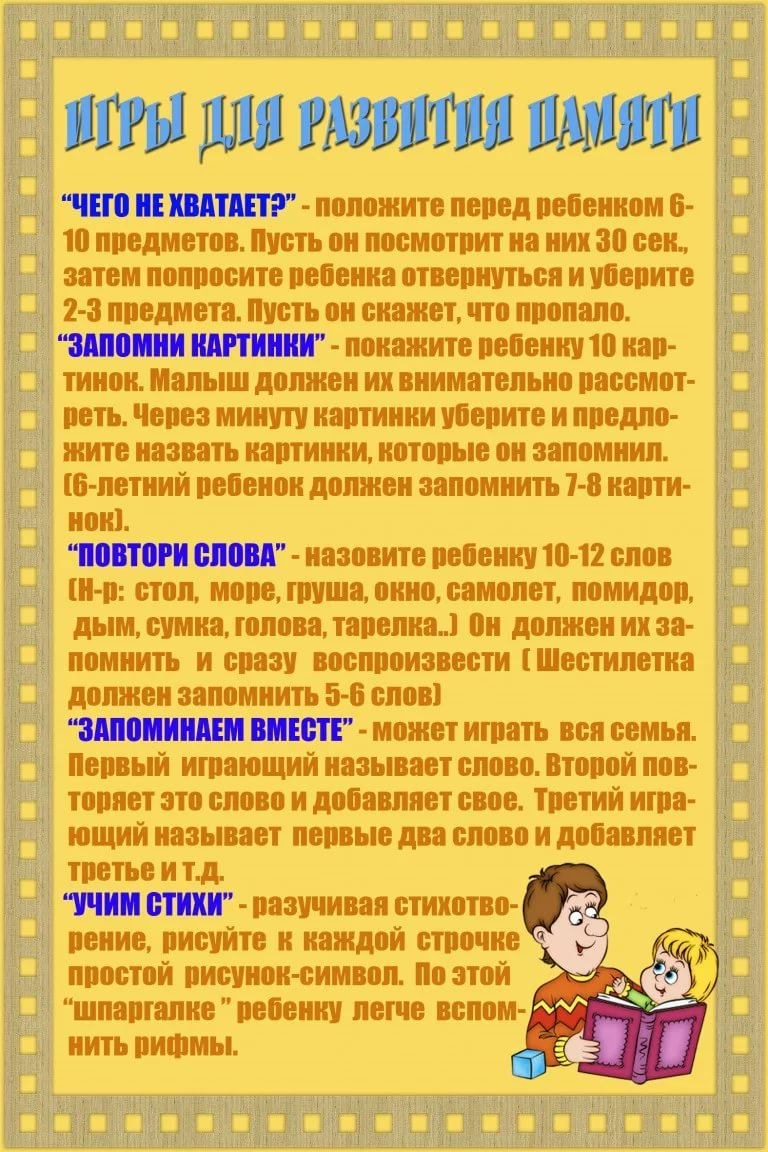 ИГРЫ ДЛЯ РАЗВИТИЯ ПАМЯТИ
“ЧЕГО НЕ ХВАТАЕТ?” - положите перед ребенком 6-
10 предметов. Пусть он посмотрит на них 30 сек.,
затем попросите ребенка отвернуться и уберите
2-3 предмета. Пусть он скажет, что пропало.
“ЗАПОМНИ КАРТИНКИ” - покажите ребенку 10 кар-
тинок. Малыш должен их внимательно рассмот-
реть. Через минуту картинки уберите и предло-
жите назвать картинки, которые он запомнил.
(6-летний ребенок должен запомнить 7-8 карти-
нок).
“ПОВТОРИ СЛОВА” - назовите ребенку 10-12 слов
(Н-р: стол, море, груша, окно, самолет, помидор,
дым, сумка, голова, тарелка..) Он должен их за-
помнить и сразу воспроизвести ( Шестилетка
должен запомнить 5-6 слов)
“ЗАПОМИНАЕМ ВМЕСТЕ” - может играть вся семья.
Первый играющий называет слово. Второй пов-
торяет это слово и добавляет свое. Третий игра-
ющий называет первые два слово и добавляет
третье и т.д.
“УЧИМ СТИХИ” - разучивая стихотво-
рение, рисуйте к каждой строчке
простой рисунок-символ. По этой
“шпаргалке ” ребенку легче вспом-
нить рифмы.